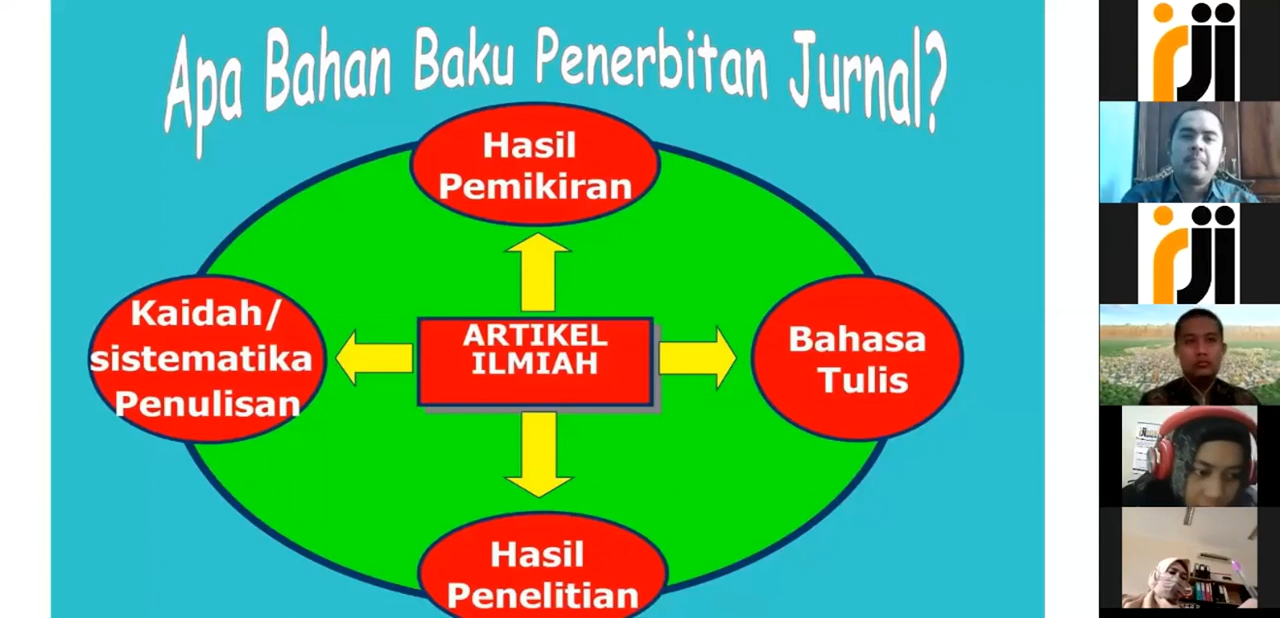 Apa Bahan Baku Penerbitan Jurnal?
Hasil
Pemikiran
Kaidah/
sistematika
Penulisan
ARTIKEL
ILMIAH
Bahasa
Tulis
Hasil
Penelitian